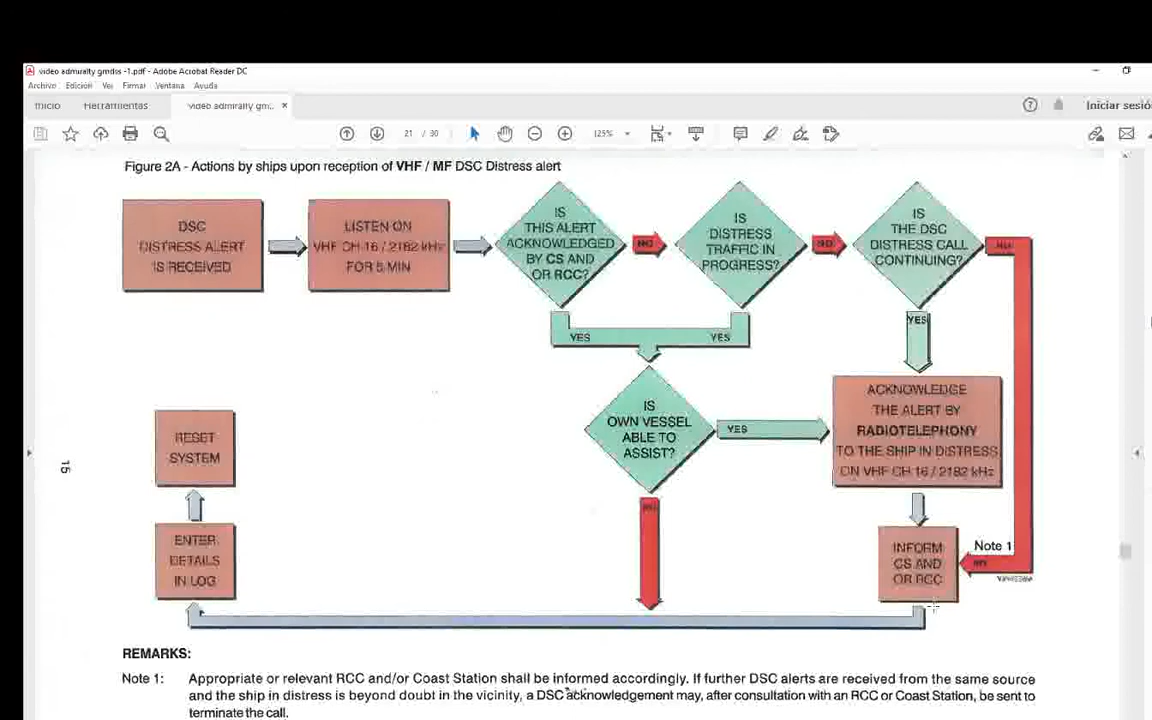 video admiralty gmdss -1.pdf - Adobe Acrobat Reader DC
Archivo Edición Ver Firmar Ventana Ayuda
Inicio Herramientas video admiralty gm... ×
Iniciar sesió
21 / 30
125%
Figure 2A - Actions by ships upon reception of VHF / MF DSC Distress alert
DSC
DISTRESS ALERT
IS RECEIVED
LISTEN ON
VHF CH 16 / 2182 kHz
FOR 5 MIN
IS
THIS ALERT
ACKNOWLEDGED
BY CS AND
OR RCC?
NO
IS
DISTRESS
TRAFFIC IN
PROGRESS?
NO
IS
THE DSC
DISTRESS CALL
CONTINUING?
NO
YES
YES
YES
IS
OWN VESSEL
ABLE TO
ASSIST?
YES
NO
ACKNOWLEDGE
THE ALERT BY
RADIOTELEPHONY
TO THE SHIP IN DISTRESS
ON VHF CH 16 / 2182 kHz
RESET
SYSTEM
ENTER
DETAILS
IN LOG
INFORM
CS AND
OR RCC
Note 1
NO
15
REMARKS:
Note 1: Appropriate or relevant RCC and/or Coast Station shall be informed accordingly. If further DSC alerts are received from the same source
and the ship in distress is beyond doubt in the vicinity, a DSC acknowledgement may, after consultation with an RCC or Coast Station, be sent to
terminate the call.